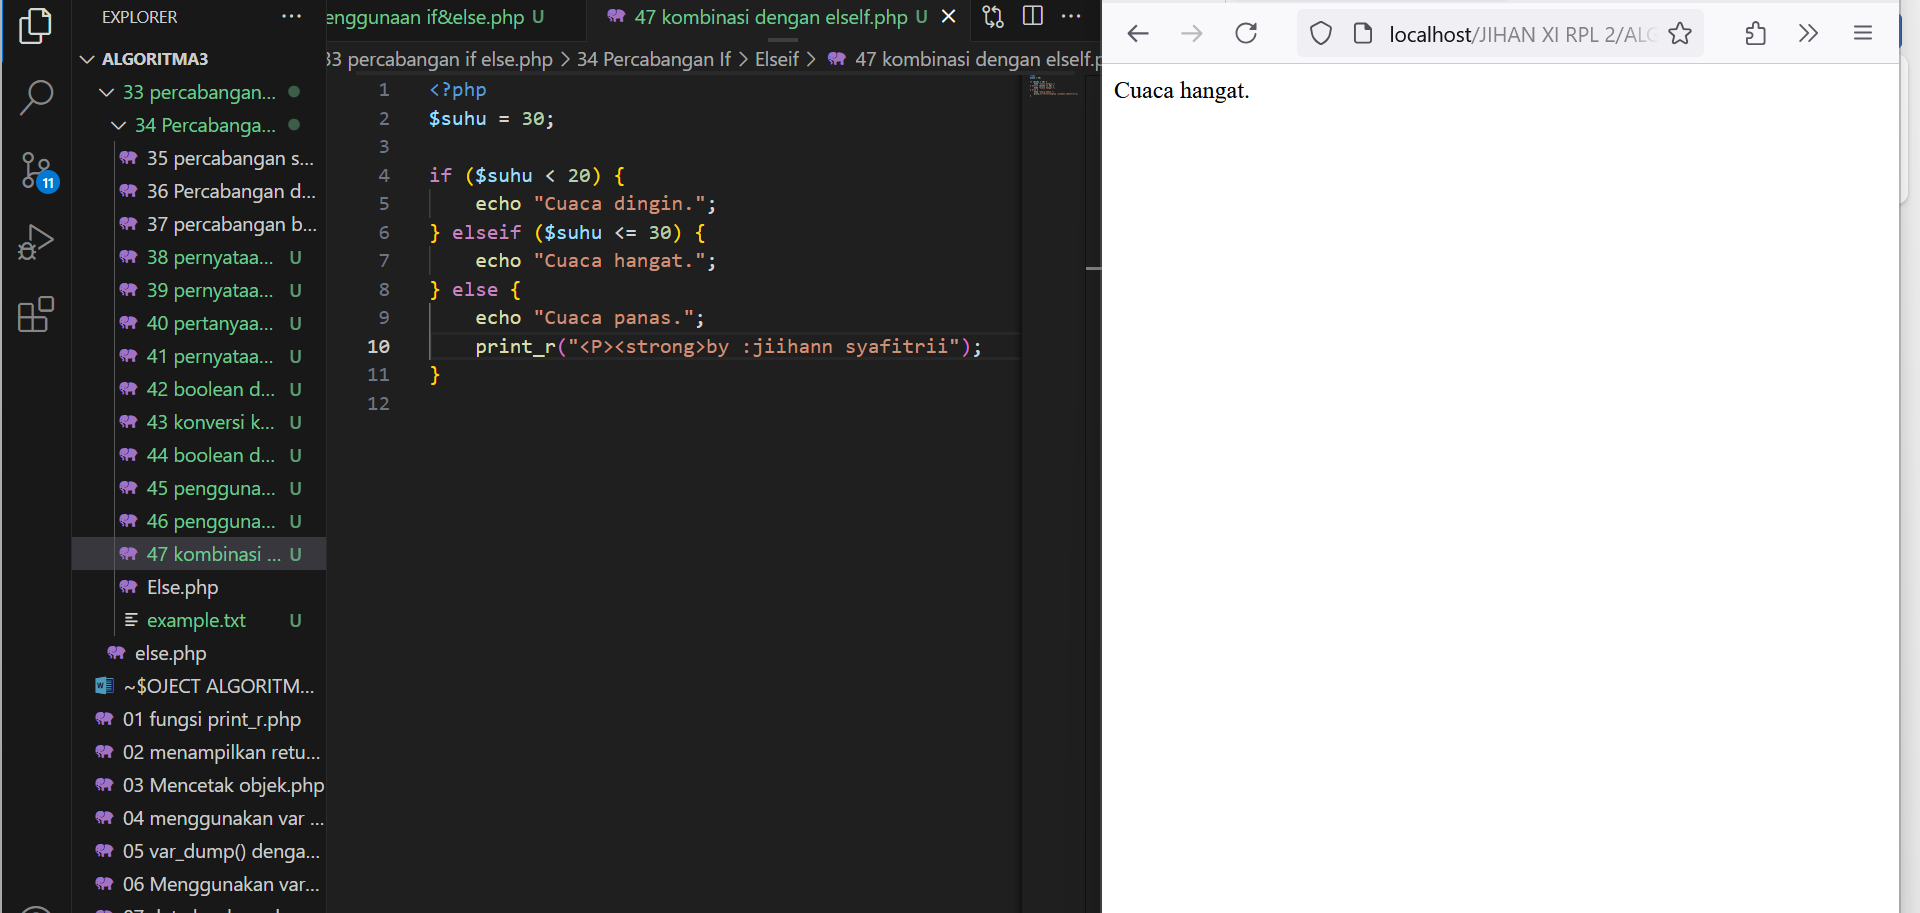 EXPLORER
ALGORITMA3
33 percabangan...
34 Percabanga...
35 percabangan s...
36 Percabangan d...
37 percabangan b...
38 pernyataa... U
39 pernyataa... U
40 pertanyaa... U
41 pernyataa... U
42 boolean d... U
43 konversi k... U
44 boolean d... U
45 pengguna... U
46 pengguna... U
47 kombinasi ... U
Else.php
example.txt U
else.php
~$OJECT ALGORITM...
01 fungsi print_r.php
02 menampilkan retu...
03 Mencetak objek.php
04 menggunakan var ...
05 var_dump() denga...
06 Menggunakan var...
11
enggunaan if&else.php U
47 kombinasi dengan elself.php U
33 percabangan if else.php > 34 Percabangan If > Elseif > 47 kombinasi dengan elself.p
1 <?php
2 $suhu = 30;
3
4 if ($suhu < 20) {
5 echo "Cuaca dingin.";
6 } elseif ($suhu <= 30) {
7 echo "Cuaca hangat.";
8 } else {
9 echo "Cuaca panas.";
10 print_r("<P><strong>by :jiihann syafitrii");
11 }
12
localhost/JIHAN XI RPL 2/ALG
Cuaca hangat.